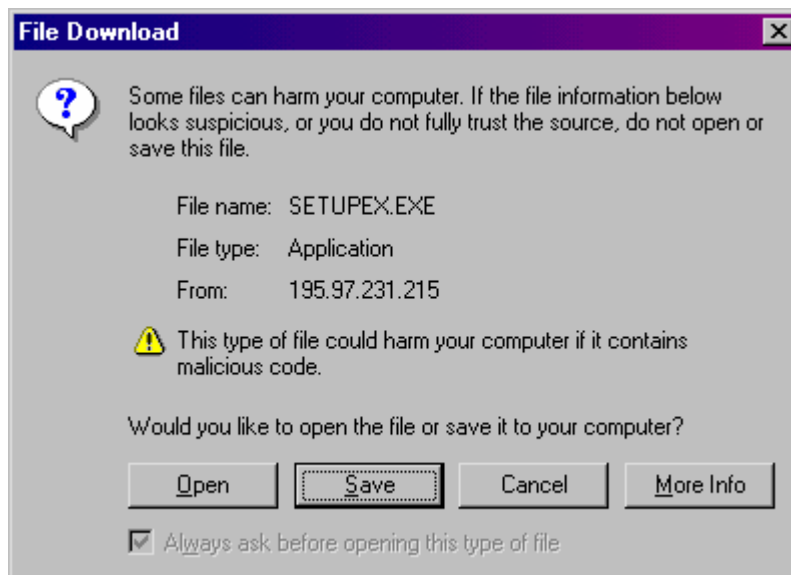 File Download
Some files can harm your computer. If the file information below
looks suspicious, or you do not fully trust the source, do not open or
save this file.
File name: SETUPEX.EXE
File type: Application
From: 195.97.231.215
This type of file could harm your computer if it contains
malicious code.
Would you like to open the file or save it to your computer?
Open Save Cancel More Info
Always ask before opening this type of file